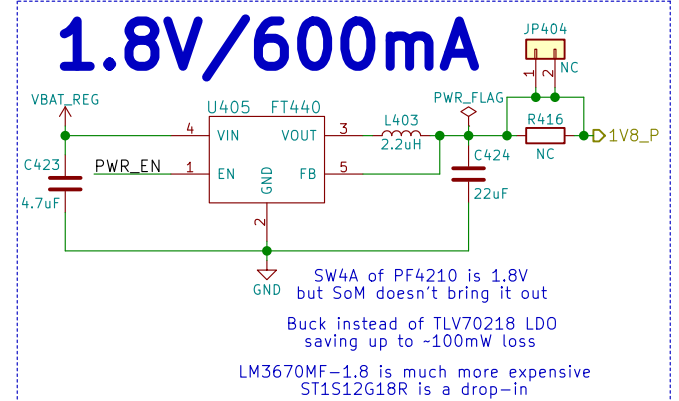 1.8V/600mA
JP404
1
2
NC
VBAT_REG
U405
FT440
PWR_FLAG
4
VIN
VOUT
3
L403
2.2uH
R416
NC
1V8_P
C423
4.7uF
PWR_EN
1
EN
GND
FB
5
C424
22uF
2
GND
SW4A of PF4210 is 1.8V
but SoM doesn't bring it out
Buck instead of TLV70218 LDO
saving up to ~100mW loss
LM3670MF-1.8 is much more expensive
ST1S12G18R is a drop-in